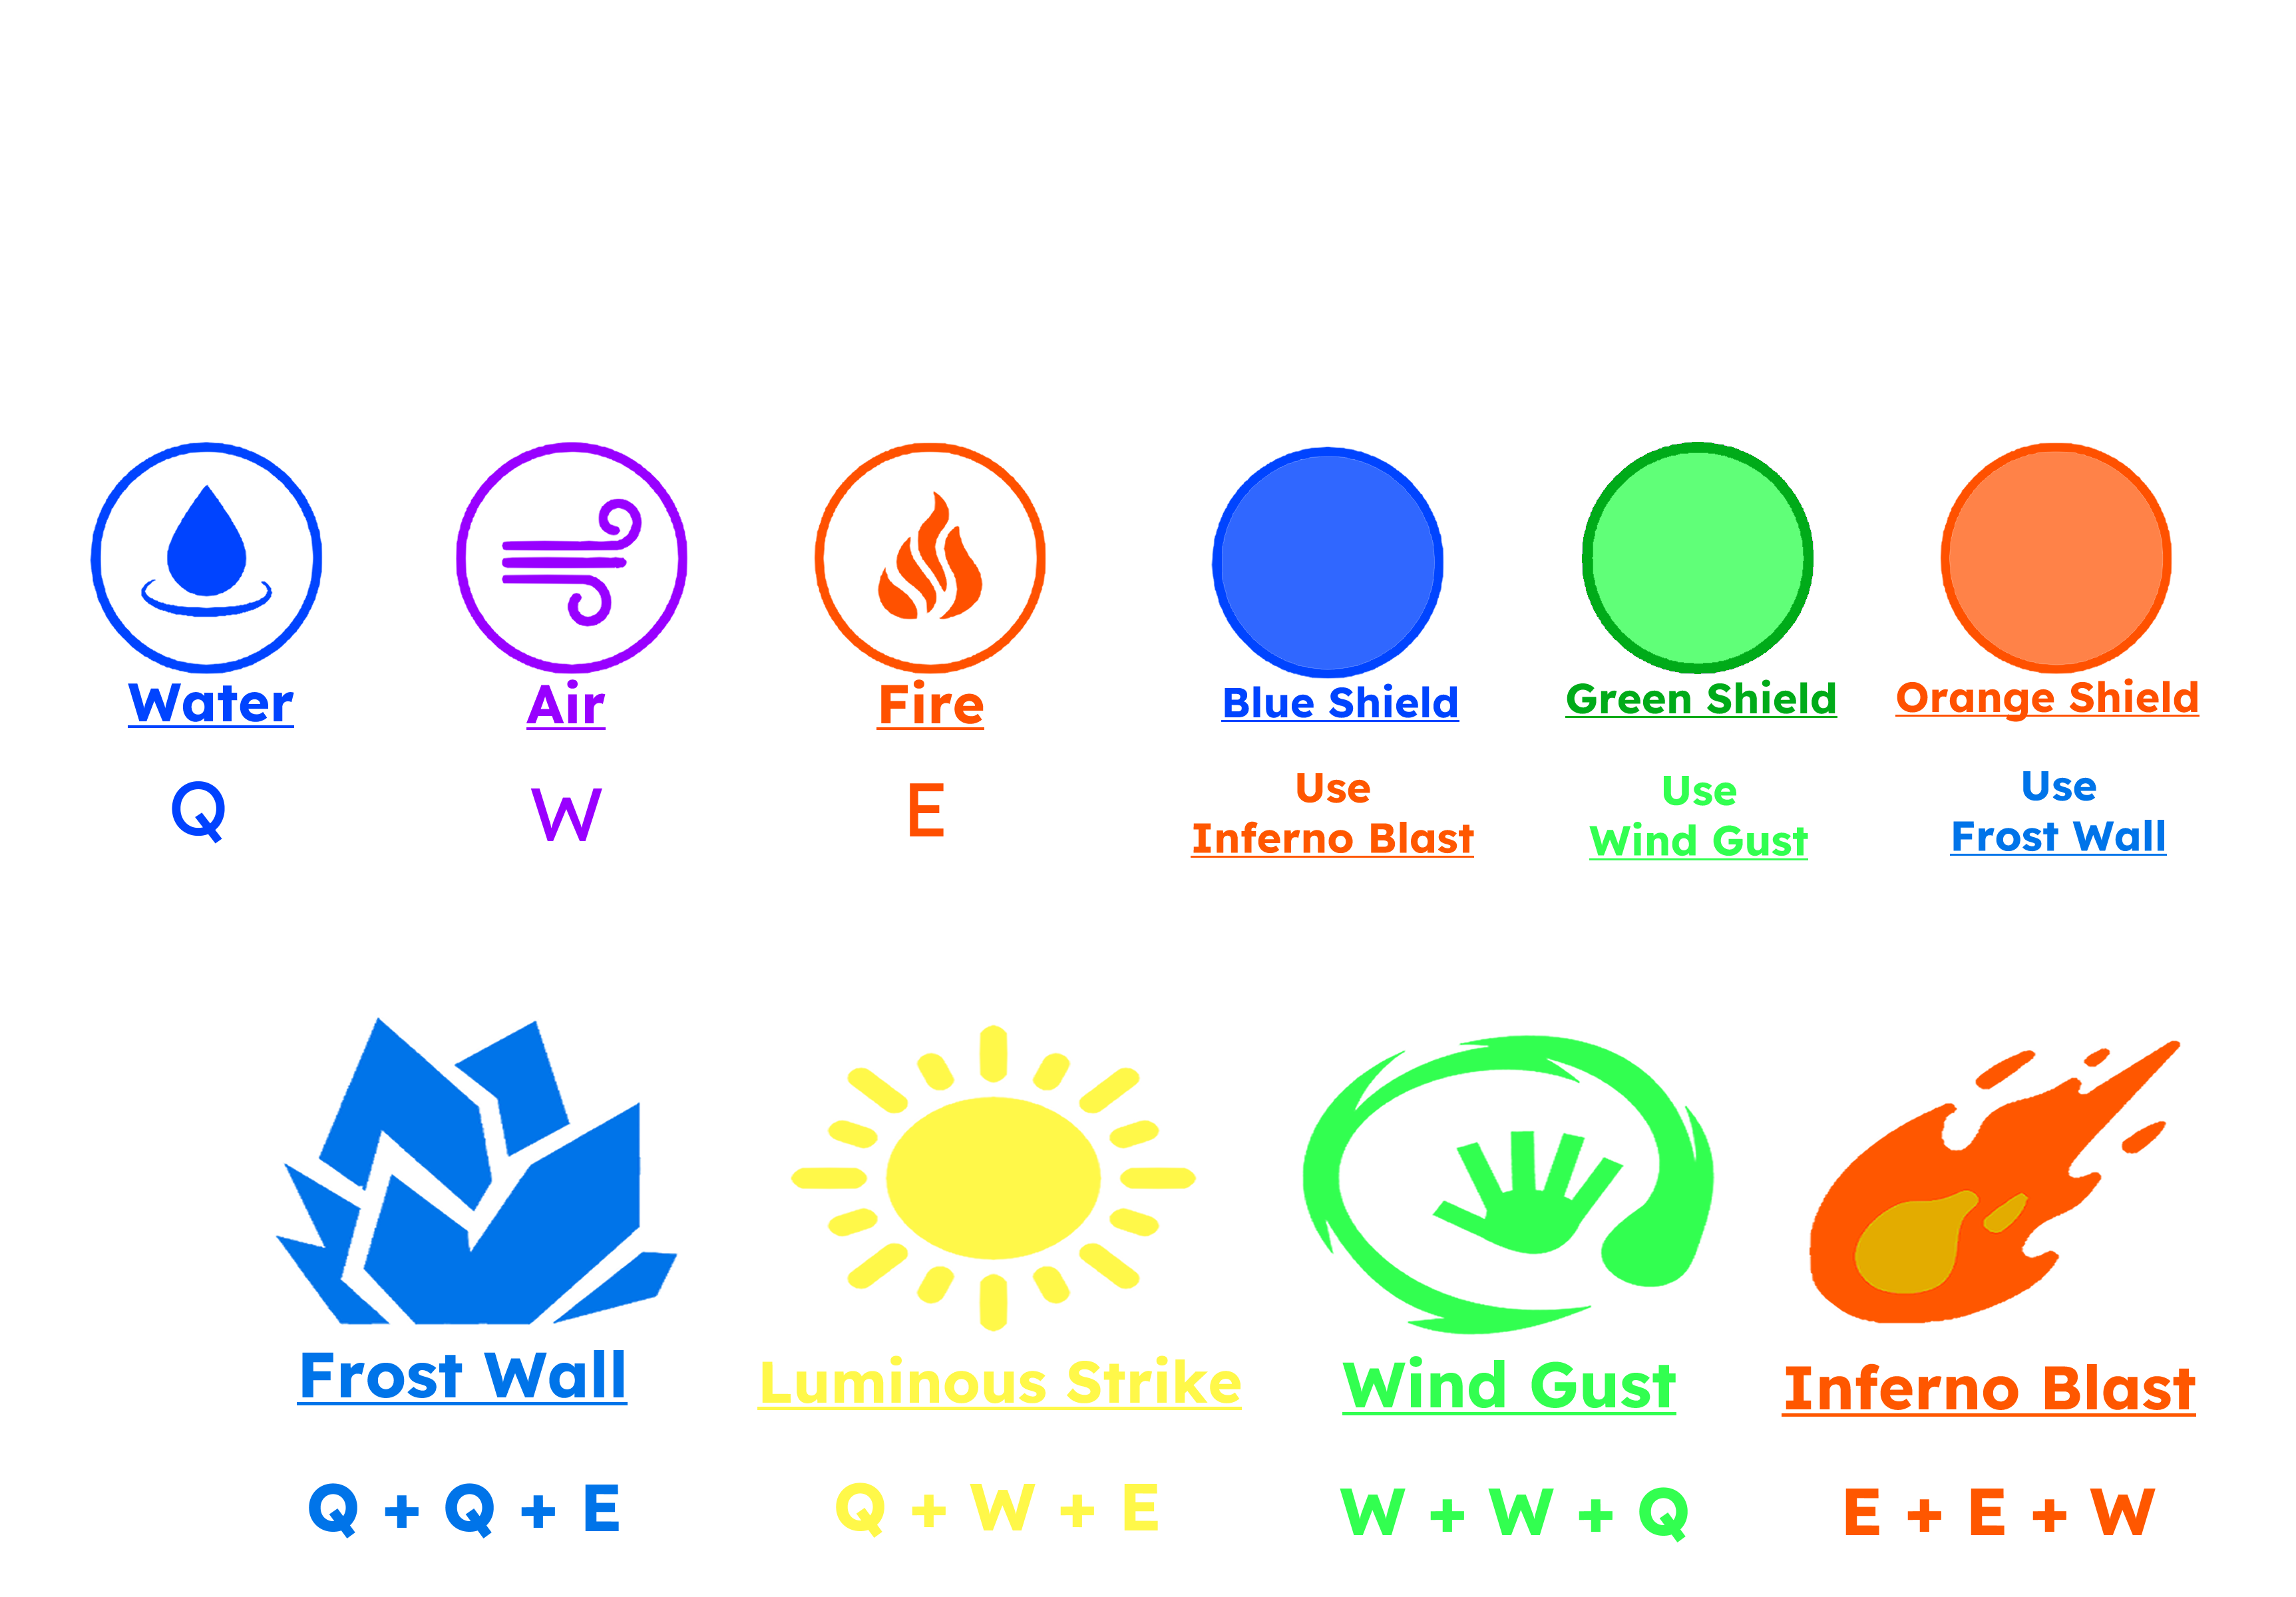 Water
Air
Fire
Blue Shield
Green Shield
Orange Shield
Q
W
E
Use
Inferno Blast
Use
Wind Gust
Use
Frost Wall
Frost Wall
Luminous Strike
Wind Gust
Inferno Blast
Q + Q + E
Q + W + E
W + W + Q
E + E + W